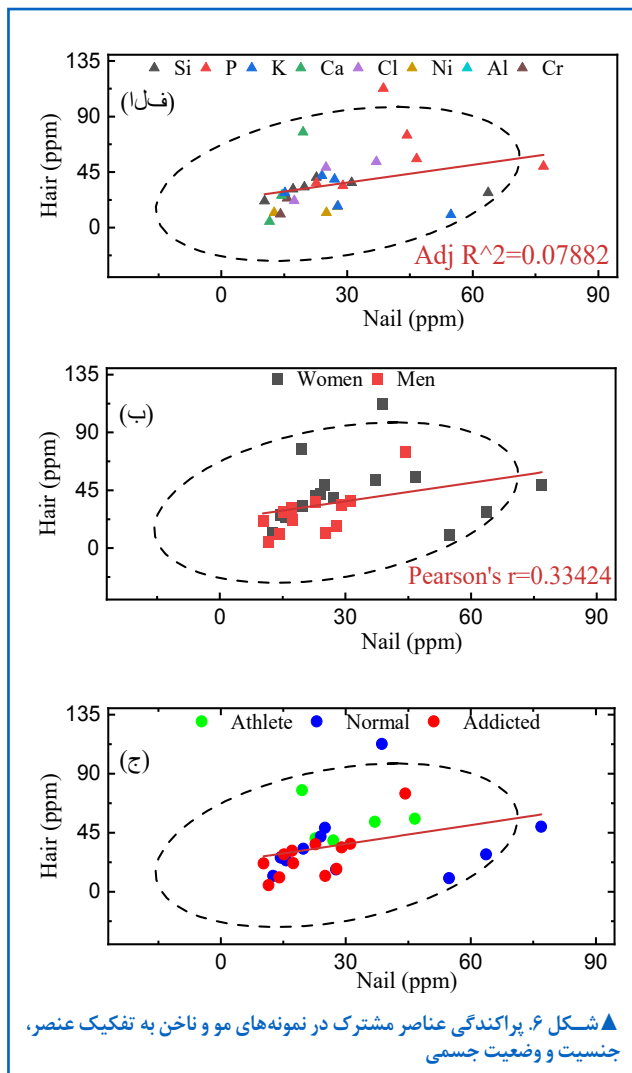 135
Si P K Ca Cl Ni Al Cr
(الف)
90
45
0
Hair (ppm)
Adj R^2=0.07882
0 30 60 90
Nail (ppm)
135
Women Men
(ب)
90
45
0
Hair (ppm)
Pearson's r=0.33424
0 30 60 90
Nail (ppm)
135
Athlete Normal Addicted
(ج)
90
45
0
Hair (ppm)
0 30 60 90
Nail (ppm)
▲شــکل ۶. پراکندگی عناصر مشترک در نمونه‌های مو و ناخن به تفکیک عنصر،
جنسیت و وضعیت جسمی